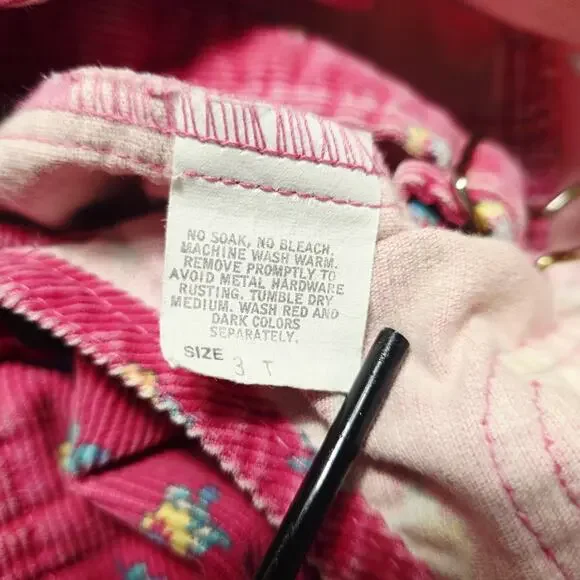 NO SOAK, NO BLEACH.
MACHINE WASH WARM.
REMOVE PROMPTLY TO
AVOID METAL HARDWARE
RUSTING. TUMBLE DRY
MEDIUM. WASH RED AND
DARK COLORS
SEPARATELY.
SIZE 3 T